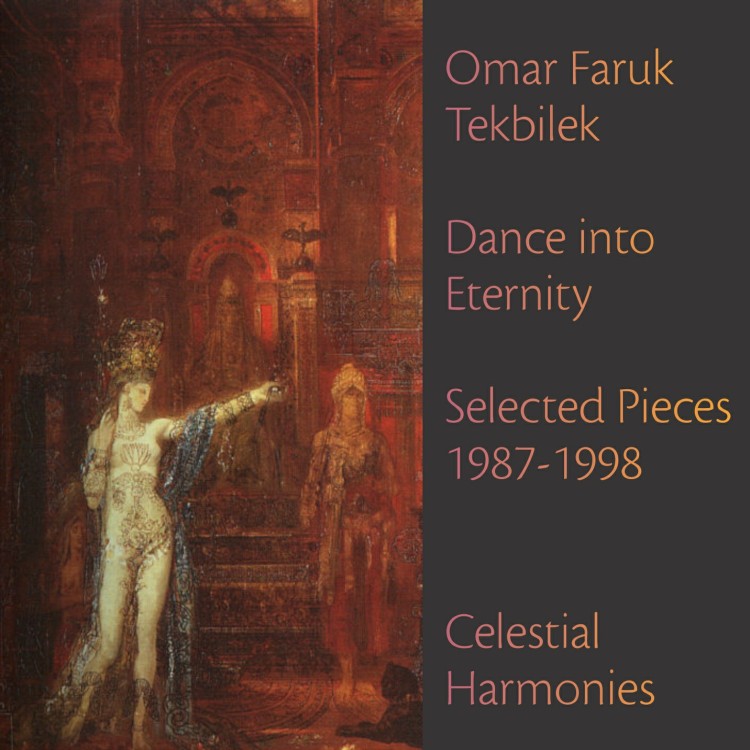 Omar Faruk
Tekbilek
Dance into
Eternity
Selected Pieces
1987-1998
Celestial
Harmonies